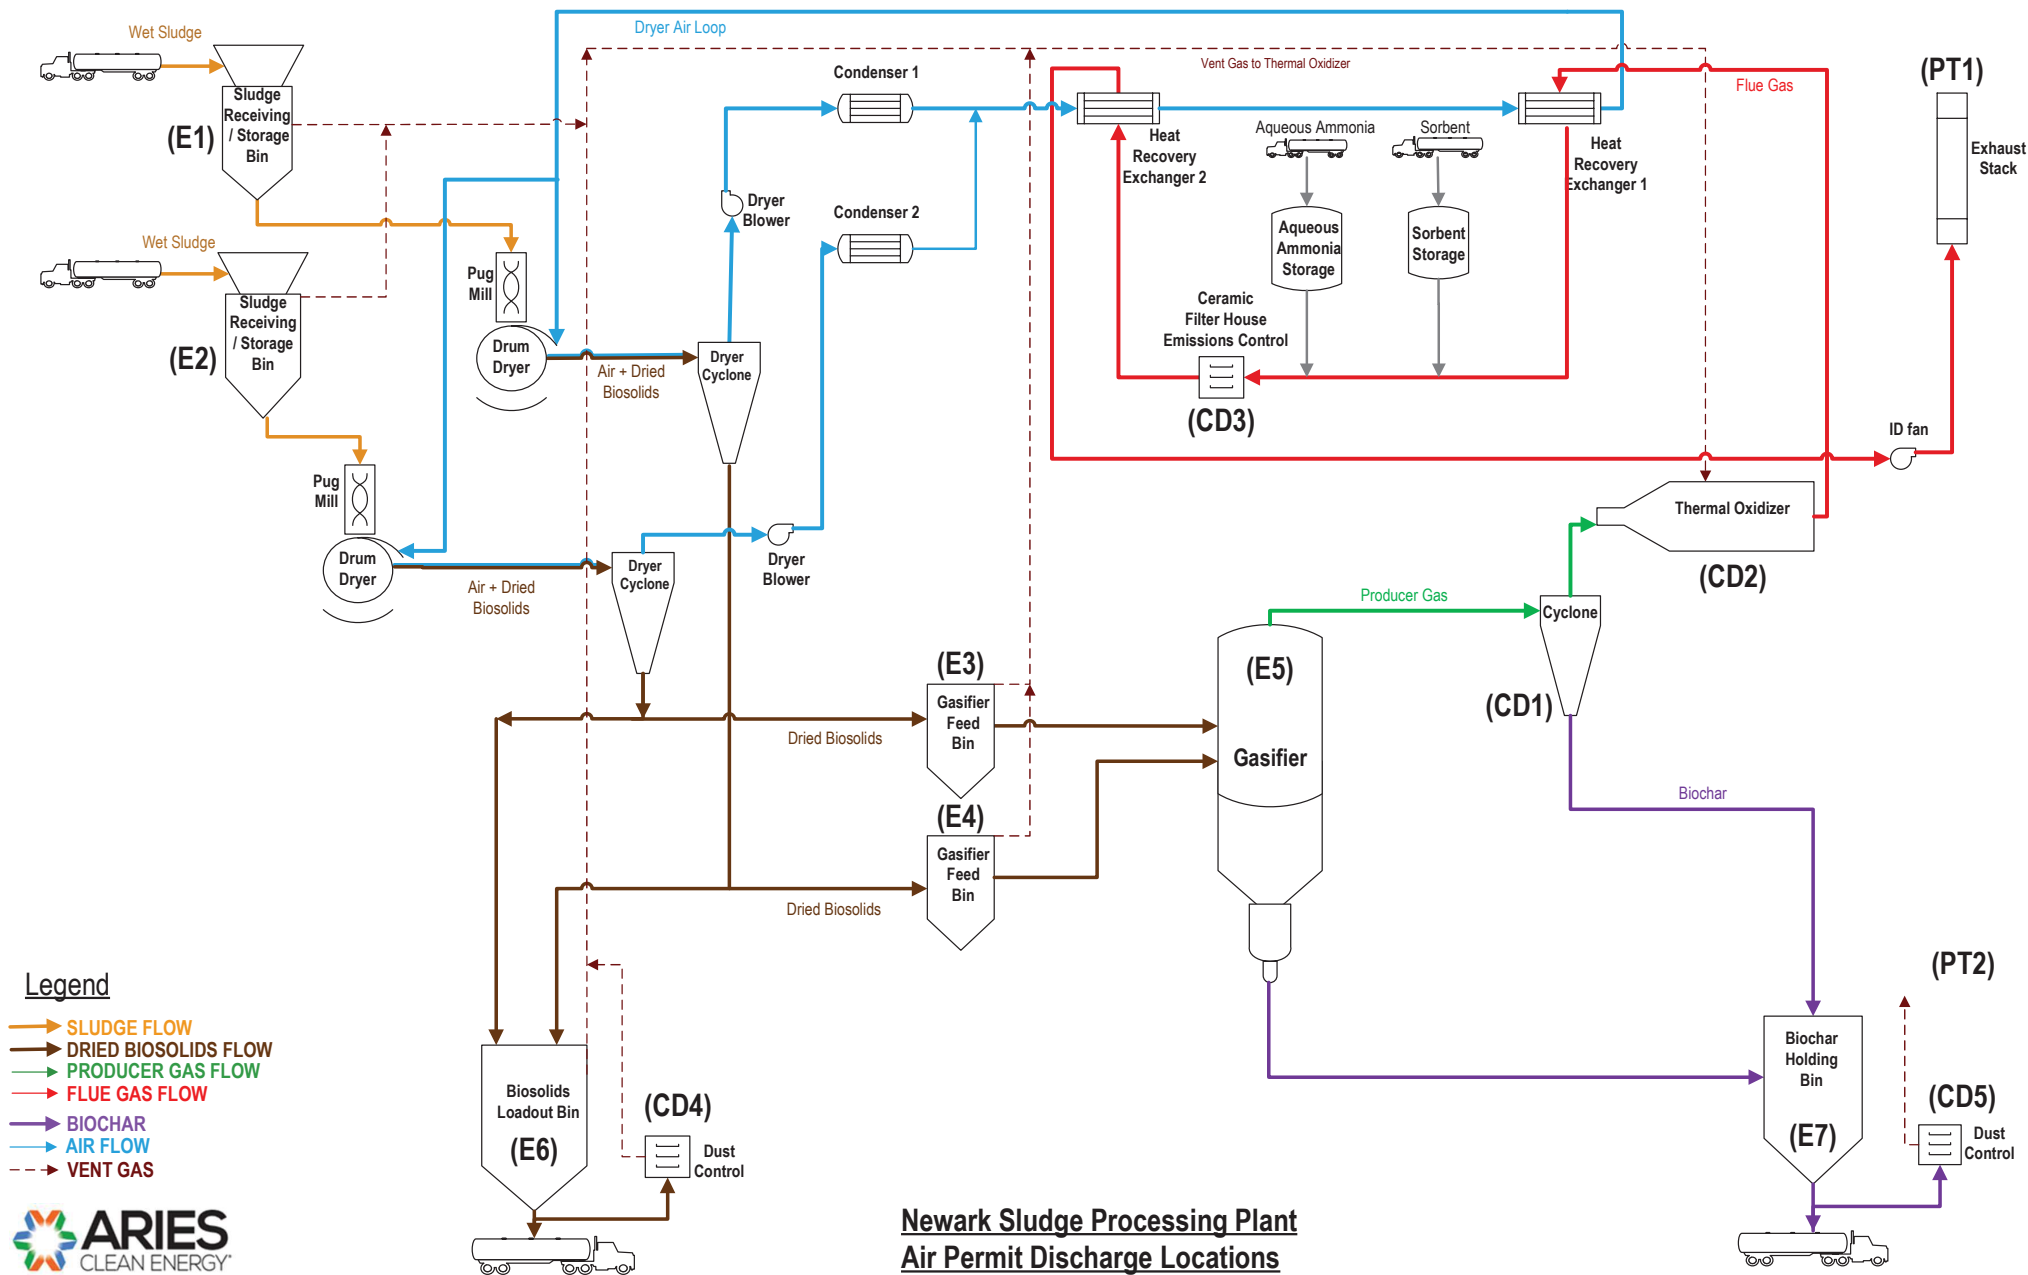 Wet Sludge
Dryer Air Loop
Vent Gas to Thermal Oxidizer
Flue Gas
(PT1)
Exhaust
Stack
Sludge
Receiving
/ Storage
Bin
(E1)
Condenser 1
Heat
Recovery
Exchanger 2
Aqueous Ammonia
Sorbent
Heat
Recovery
Exchanger 1
Dryer
Blower
Condenser 2
Aqueous
Ammonia
Storage
Sorbent
Storage
Wet Sludge
Sludge
Receiving
/ Storage
Bin
(E2)
Pug
Mill
Drum
Dryer
Air + Dried
Biosolids
Dryer
Cyclone
Ceramic
Filter House
Emissions Control
(CD3)
ID fan
Pug
Mill
Drum
Dryer
Air + Dried
Biosolids
Dryer
Cyclone
Dryer
Blower
Thermal Oxidizer
(CD2)
Producer Gas
Cyclone
(CD1)
(E3)
Gasifier
Feed
Bin
Dried Biosolids
(E5)
Gasifier
Biochar
(E4)
Gasifier
Feed
Bin
Dried Biosolids
Legend
SLUDGE FLOW
DRIED BIOSOLIDS FLOW
PRODUCER GAS FLOW
FLUE GAS FLOW
BIOCHAR
AIR FLOW
VENT GAS
Biosolids
Loadout Bin
(E6)
(CD4)
Dust
Control
(PT2)
Biochar
Holding
Bin
(E7)
(CD5)
Dust
Control
ARIES
CLEAN ENERGY
Newark Sludge Processing Plant
Air Permit Discharge Locations